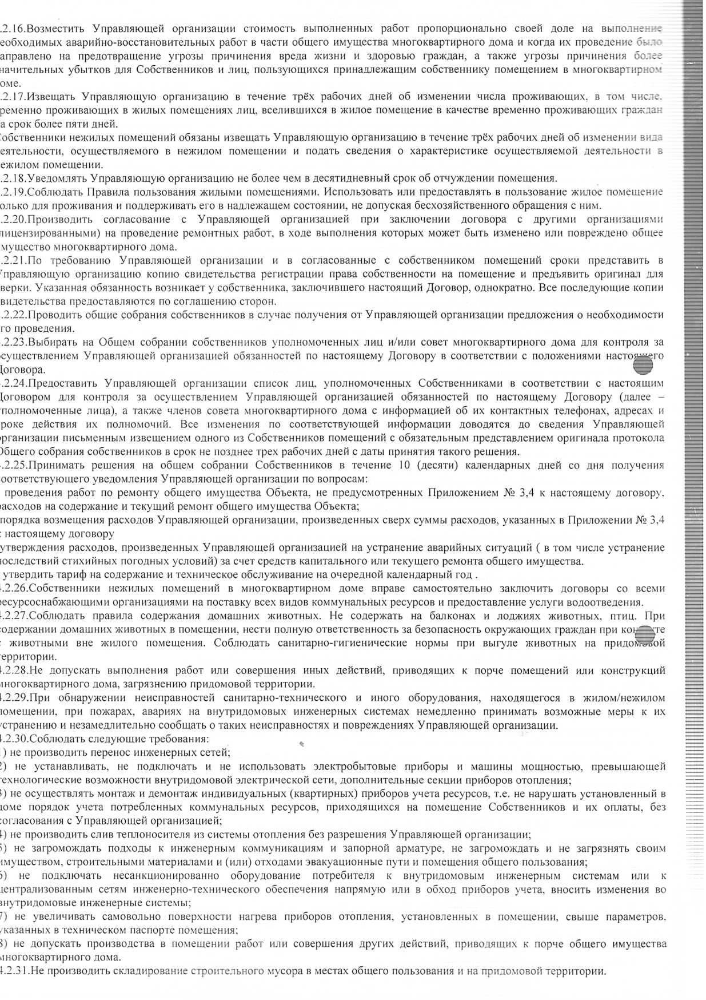 .2.16.Возместить Управляющей организации стоимость выполненных работ пропорционально своей доле на выполнение
еобходимых аварийно-восстановительных работ в части общего имущества многоквартирного дома и когда их проведение было
аправлено на предотвращение угрозы причинения вреда жизни и здоровью граждан, а также угрозы причинения более
начительных убытков для Собственников и лиц, пользующихся принадлежащим собственнику помещением в многоквартирном
оме.
.2.17.Извещать Управляющую организацию в течение трёх рабочих дней об изменении числа проживающих, в том числе,
ременно проживающих в жилых помещениях лиц, вселившихся в жилое помещение в качестве временно проживающих граждан
а срок более пяти дней.
Собственники нежилых помещений обязаны извещать Управляющую организацию в течение трёх рабочих дней об изменении вида
еятельности, осуществляемого в нежилом помещении и подать сведения о характеристике осуществляемой деятельности в
ежилом помещении.
.2.18.Уведомлять Управляющую организацию не более чем в десятидневный срок об отчуждении помещения.
.2.19.Соблюдать Правила пользования жилыми помещениями. Использовать или предоставлять в пользование жилое помещение
олько для проживания и поддерживать его в надлежащем состоянии, не допуская бесхозяйственного обращения с ним.
.2.20.Производить согласование с Управляющей организацией при заключении договора с другими организациями
лицензированными) на проведение ремонтных работ, в ходе выполнения которых может быть изменено или повреждено общее
мущество многоквартирного дома.
.2.21.По требованию Управляющей организации и в согласованные с собственником помещений сроки представить в
Управляющую организацию копию свидетельства регистрации права собственности на помещение и предъявить оригинал для
верки. Указанная обязанность возникает у собственника, заключившего настоящий Договор, однократно. Все последующие копии
видетельства предоставляются по соглашению сторон.
.2.22.Проводить общие собрания собственников в случае получения от Управляющей организации предложения о необходимости
го проведения.
.2.23.Выбирать на Общем собрании собственников уполномоченных лиц и/или совет многоквартирного дома для контроля за
осуществлением Управляющей организацией обязанностей по настоящему Договору в соответствии с положениями настоящего
Договора.
.2.24.Предоставить Управляющей организации список лиц, уполномоченных Собственниками в соответствии с настоящим
Договором для контроля за осуществлением Управляющей организацией обязанностей по настоящему Договору (далее –
уполномоченные лица), а также членов совета многоквартирного дома с информацией об их контактных телефонах, адресах и
роке действия их полномочий. Все изменения по соответствующей информации доводятся до сведения Управляющей
организации письменным извещением одного из Собственников помещений с обязательным представлением оригинала протокола
Общего собрания собственников в срок не позднее трех рабочих дней с даты принятия такого решения.
4.2.25.Принимать решения на общем собрании Собственников в течение 10 (десяти) календарных дней со дня получения
соответствующего уведомления Управляющей организации по вопросам:
проведения работ по ремонту общего имущества Объекта, не предусмотренных Приложением № 3,4 к настоящему договору,
расходов на содержание и текущий ремонт общего имущества Объекта;
порядка возмещения расходов Управляющей организации, произведенных сверх суммы расходов, указанных в Приложении № 3,4
к настоящему договору
утверждения расходов, произведенных Управляющей организацией на устранение аварийных ситуаций ( в том числе устранение
последствий стихийных погодных условий) за счет средств капитального или текущего ремонта общего имущества.
утвердить тариф на содержание и техническое обслуживание на очередной календарный год .
4.2.26.Собственники нежилых помещений в многоквартирном доме вправе самостоятельно заключить договоры со всеми
ресурсоснабжающими организациями на поставку всех видов коммунальных ресурсов и предоставление услуги водоотведения.
4.2.27.Соблюдать правила содержания домашних животных. Не содержать на балконах и лоджиях животных, птиц. При
содержании домашних животных в помещении, нести полную ответственность за безопасность окружающих граждан при контакте
с животными вне жилого помещения. Соблюдать санитарно-гигиенические нормы при выгуле животных на придомовой
территории.
4.2.28.Не допускать выполнения работ или совершения иных действий, приводящих к порче помещений или конструкций
многоквартирного дома, загрязнению придомовой территории.
4.2.29.При обнаружении неисправностей санитарно-технического и иного оборудования, находящегося в жилом/нежилом
помещении, при пожарах, авариях на внутридомовых инженерных системах немедленно принимать возможные меры к их
устранению и незамедлительно сообщать о таких неисправностях и повреждениях Управляющей организации.
4.2.30.Соблюдать следующие требования:
1) не производить перенос инженерных сетей;
2) не устанавливать, не подключать и не использовать электробытовые приборы и машины мощностью, превышающей
технологические возможности внутридомовой электрической сети, дополнительные секции приборов отопления;
3) не осуществлять монтаж и демонтаж индивидуальных (квартирных) приборов учета ресурсов, т.е. не нарушать установленный в
доме порядок учета потребленных коммунальных ресурсов, приходящихся на помещение Собственников и их оплаты, без
согласования с Управляющей организацией;
4) не производить слив теплоносителя из системы отопления без разрешения Управляющей организации;
5) не загромождать подходы к инженерным коммуникациям и запорной арматуре, не загромождать и не загрязнять своим
имуществом, строительными материалами и (или) отходами эвакуационные пути и помещения общего пользования;
6) не подключать несанкционированно оборудование потребителя к внутридомовым инженерным системам или к
централизованным сетям инженерно-технического обеспечения напрямую или в обход приборов учета, вносить изменения во
внутридомовые инженерные системы;
7) не увеличивать самовольно поверхности нагрева приборов отопления, установленных в помещении, свыше параметров,
указанных в техническом паспорте помещения;
8) не допускать производства в помещении работ или совершения других действий, приводящих к порче общего имущества
многоквартирного дома.
4.2.31.Не производить складирование строительного мусора в местах общего пользования и на придомовой территории.